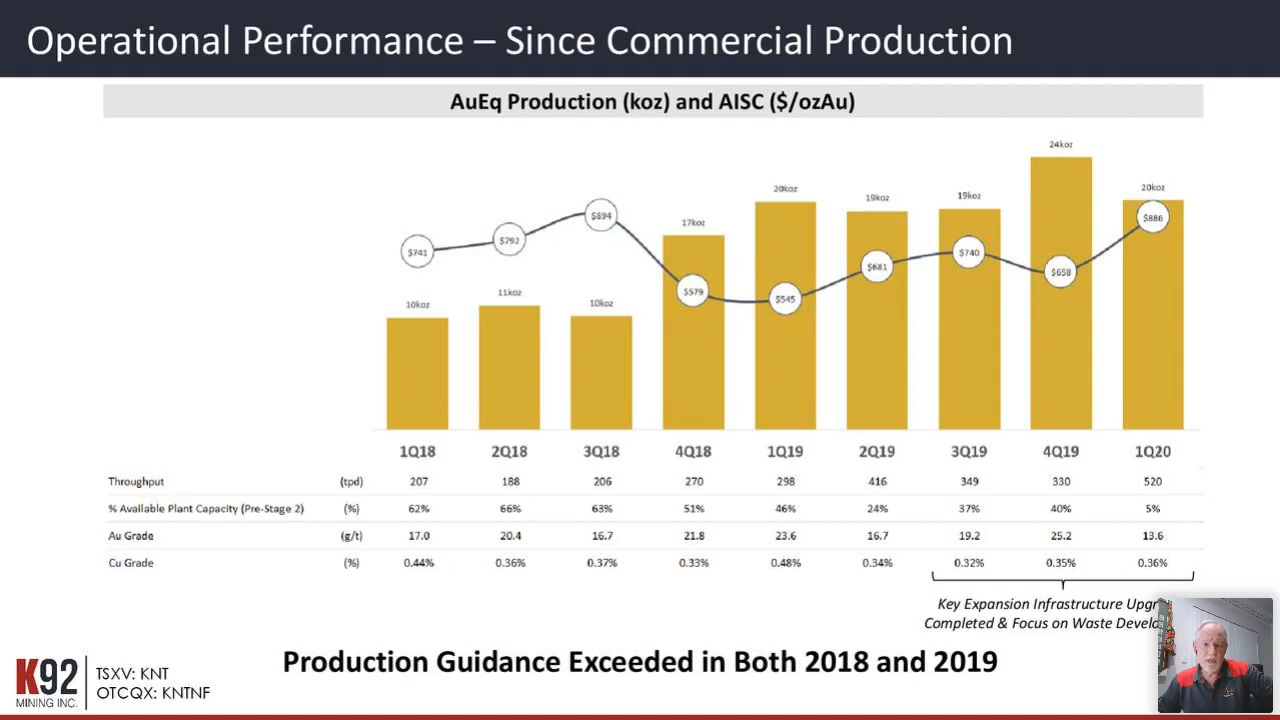 Operational Performance – Since Commercial Production
AuEq Production (koz) and AISC ($/ozAu)
24koz
20koz
19koz
19koz
20koz
17koz
$894
$886
$792
$741
$740
$681
$658
$579
$545
11koz
10koz
10koz
1Q18 2Q18 3Q18 4Q18 1Q19 2Q19 3Q19 4Q19 1Q20
Throughput (tpd) 207 188 206 270 298 416 349 330 520
% Available Plant Capacity (Pre-Stage 2) (%) 62% 66% 63% 51% 46% 24% 37% 40% 5%
Au Grade (g/t) 17.0 20.4 16.7 21.8 23.6 16.7 19.2 25.2 13.6
Cu Grade (%) 0.44% 0.36% 0.37% 0.33% 0.48% 0.34% 0.32% 0.35% 0.36%
Key Expansion Infrastructure
Completed & Focus on Waste
Production Guidance Exceeded in Both 2018 and 2019
K92
MINING INC.
TSXV: KNT
OTCQX: KNTNF